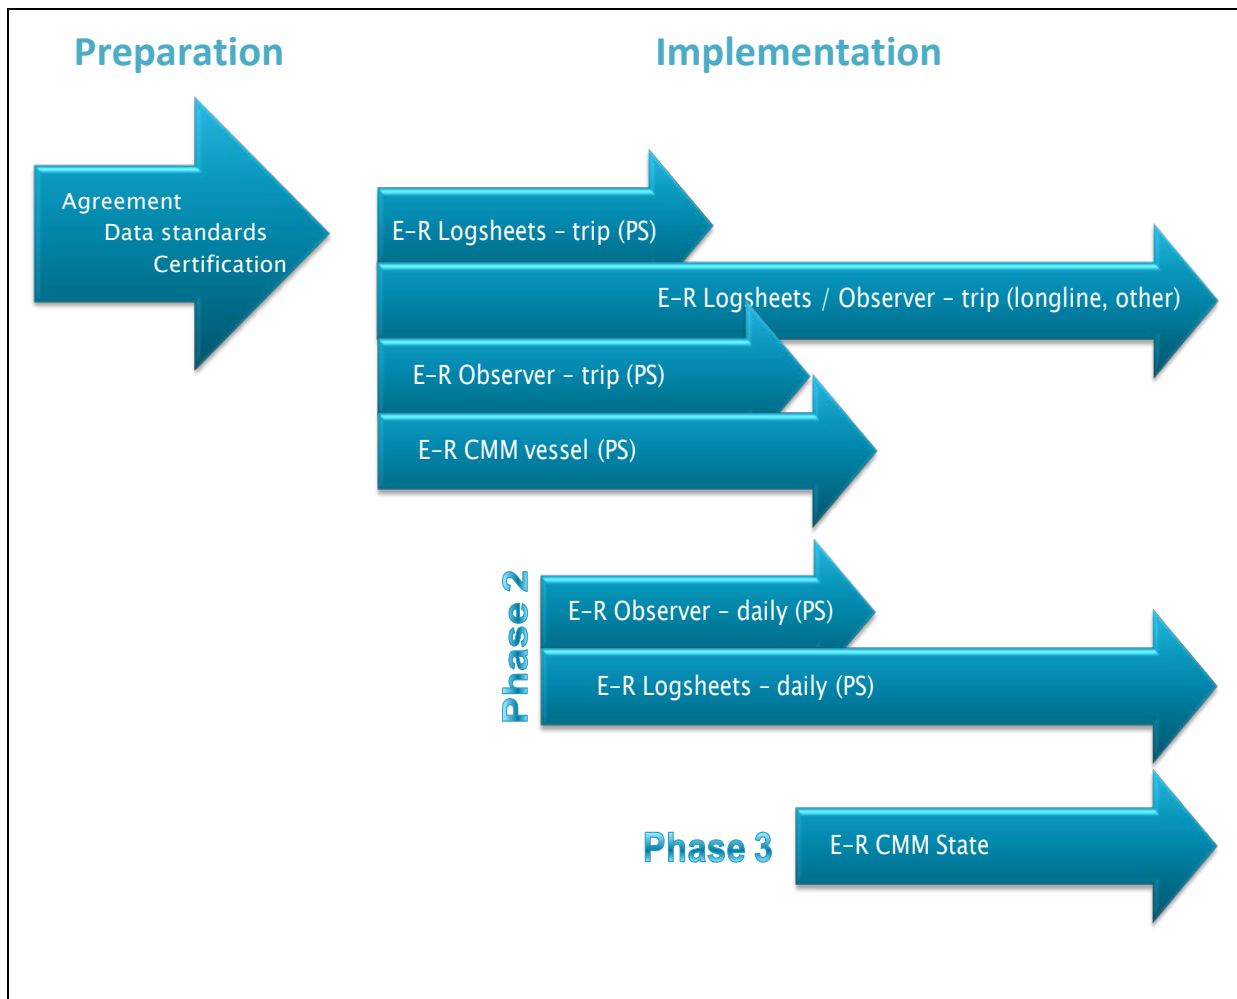 Preparation
Implementation
Agreement
Data standards
Certification
E-R Logsheets – trip (PS)
E-R Logsheets / Observer – trip (longline, other)
E-R Observer – trip (PS)
E-R CMM vessel (PS)
Phase 2
E-R Observer – daily (PS)
E-R Logsheets – daily (PS)
Phase 3
E-R CMM State